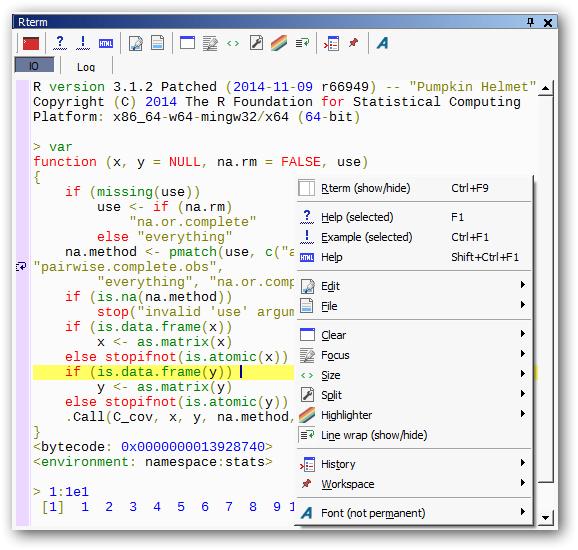 Rterm
HTML
IO Log
R version 3.1.2 Patched (2014-11-09 r66949) -- "Pumpkin Helmet"
Copyright (C) 2014 The R Foundation for Statistical Computing
Platform: x86_64-w64-mingw32/x64 (64-bit)
> var
function (x, y = NULL, na.rm = FALSE, use)
{
if (missing(use))
use <- if (na.rm)
"na.or.complete"
else "everything"
na.method <- pmatch(use, c("a
"pairwise.complete.obs",
"everything", "na.or.com
if (is.na(na.method))
stop("invalid 'use' argum
if (is.data.frame(x))
x <- as.matrix(x)
else stopifnot(is.atomic(x))
if (is.data.frame(y))
y <- as.matrix(y)
else stopifnot(is.atomic(y))
.Call(C_cov, x, y, na.method,
}
<bytecode: 0x0000000013928740>
<environment: namespace:stats>
> 1:1e1
[1] 1 2 3 4 5 6 7 8 9 1
Rterm (show/hide) Ctrl+F9
Help (selected) F1
Example (selected) Ctrl+F1
HTML Help Shift+Ctrl+F1
Edit
File
Clear
Focus
Size
Split
Highlighter
Line wrap (show/hide)
History
Workspace
Font (not permanent)